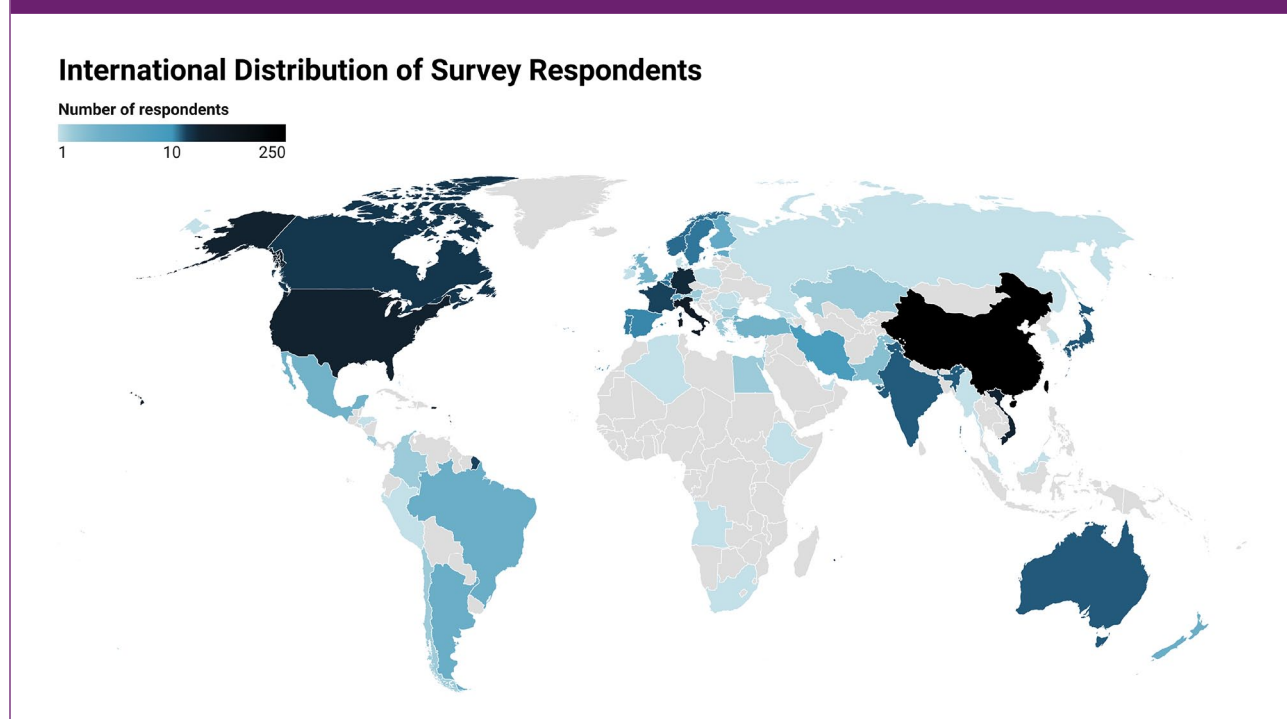 International Distribution of Survey Respondents
Number of respondents
1 10 250